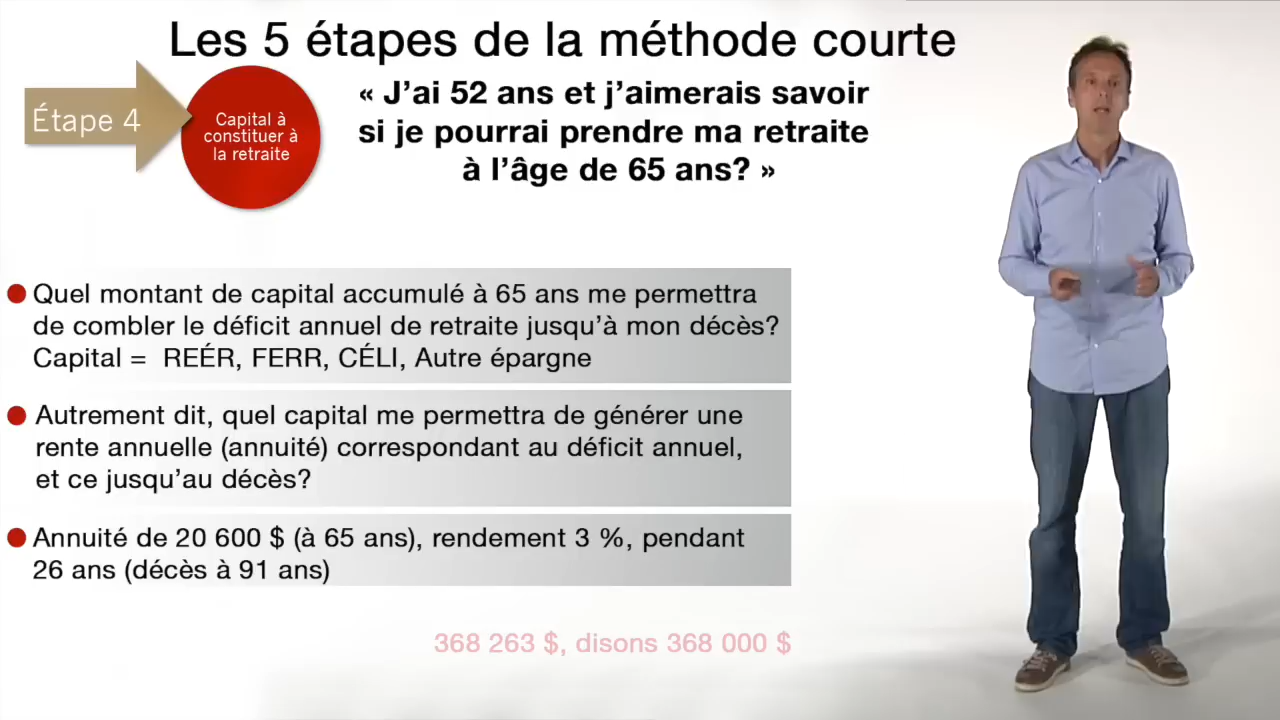 Les 5 étapes de la méthode courte
Étape 4
Capital à
constituer à
la retraite
« J'ai 52 ans et j'aimerais savoir
si je pourrai prendre ma retraite
à l'âge de 65 ans? »
Quel montant de capital accumulé à 65 ans me permettra
de combler le déficit annuel de retraite jusqu'à mon décès?
Capital = REÉR, FERR, CÉLI, Autre épargne
Autrement dit, quel capital me permettra de générer une
rente annuelle (annuité) correspondant au déficit annuel,
et ce jusqu'au décès?
Annuité de 20 600 $ (à 65 ans), rendement 3 %, pendant
26 ans (décès à 91 ans)
368 263 $, disons 368 000 $